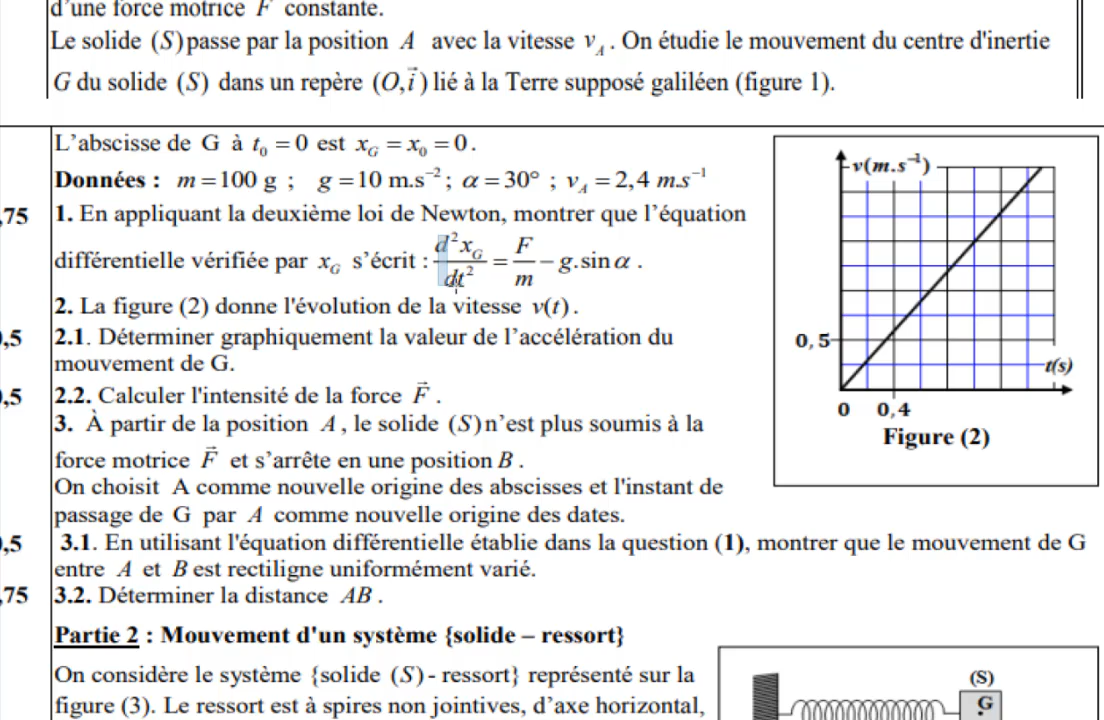 d'une force motrice F⃗ constante.
Le solide (S) passe par la position A avec la vitesse v_A. On étudie le mouvement du centre d'inertie
G du solide (S) dans un repère (O, i⃗) lié à la Terre supposé galiléen (figure 1).
L'abscisse de G à t₀ = 0 est x_G = x₀ = 0.
Données : m = 100 g ; g = 10 m.s⁻² ; α = 30° ; v_A = 2,4 m.s⁻¹
,75 1. En appliquant la deuxième loi de Newton, montrer que l'équation
différentielle vérifiée par x_G s'écrit : d²x_G/dt² = F/m − g.sin α .
2. La figure (2) donne l'évolution de la vitesse v(t).
,5 2.1. Déterminer graphiquement la valeur de l'accélération du
mouvement de G.
,5 2.2. Calculer l'intensité de la force F⃗ .
3. À partir de la position A, le solide (S) n'est plus soumis à la
force motrice F⃗ et s'arrête en une position B .
On choisit A comme nouvelle origine des abscisses et l'instant de
passage de G par A comme nouvelle origine des dates.
v(m.s⁻¹)
0,5
t(s)
0 0,4
Figure (2)
,5 3.1. En utilisant l'équation différentielle établie dans la question (1), montrer que le mouvement de G
entre A et B est rectiligne uniformément varié.
,75 3.2. Déterminer la distance AB .
Partie 2 : Mouvement d'un système {solide – ressort}
On considère le système {solide (S) - ressort} représenté sur la
figure (3). Le ressort est à spires non jointives, d'axe horizontal,
(S)
G